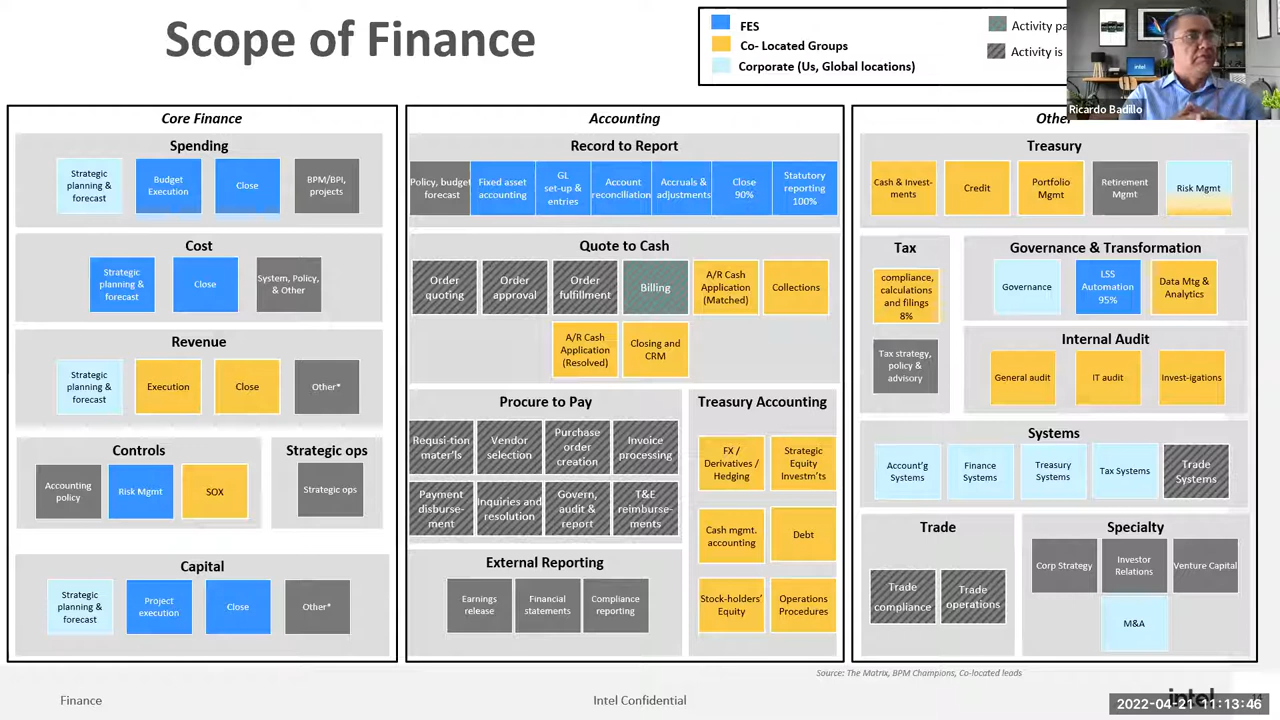 Scope of Finance
FES
Co- Located Groups
Corporate (Us, Global locations)
Activity pa
Activity is
intel
Ricardo Badillo
Core Finance
Spending
Strategic
planning &
forecast
Budget
Execution
Close
BPM/BPI,
projects
Cost
Strategic
planning &
forecast
Close
System, Policy,
& Other
Revenue
Strategic
planning &
forecast
Execution
Close
Other*
Controls
Accounting
policy
Risk Mgmt
SOX
Strategic ops
Strategic ops
Capital
Strategic
planning &
forecast
Project
execution
Close
Other*
Accounting
Record to Report
Policy, budget
forecast
Fixed asset
accounting
GL
set-up &
entries
Account
reconciliation
Accruals &
adjustments
Close
90%
Statutory
reporting
100%
Quote to Cash
Order
quoting
Order
approval
Order
fulfillment
Billing
A/R Cash
Application
(Matched)
Collections
A/R Cash
Application
(Resolved)
Closing and
CRM
Procure to Pay
Requsi-tion
mater'ls
Vendor
selection
Purchase
order
creation
Invoice
processing
Payment
disburse-
ment
Inquiries and
resolution
Govern,
audit &
report
T&E
reimburse-
ments
External Reporting
Earnings
release
Financial
statements
Compliance
reporting
Treasury Accounting
FX /
Derivatives /
Hedging
Strategic
Equity
Investm'ts
Cash mgmt.
accounting
Debt
Stock-holders'
Equity
Operations
Procedures
Other
Treasury
Cash & Invest-
ments
Credit
Portfolio
Mgmt
Retirement
Mgmt
Risk Mgmt
Tax
compliance,
calculations
and filings
8%
Tax strategy,
policy &
advisory
Governance & Transformation
Governance
LSS
Automation
95%
Data Mtg &
Analytics
Internal Audit
General audit
IT audit
Invest-igations
Systems
Account'g
Systems
Finance
Systems
Treasury
Systems
Tax Systems
Trade
Systems
Trade
Trade
compliance
Trade
operations
Specialty
Corp Strategy
Investor
Relations
Venture Capital
M&A
Source: The Matrix, BPM Champions, Co-located leads
Finance
Intel Confidential
intel
2022-04-21 11:13:46